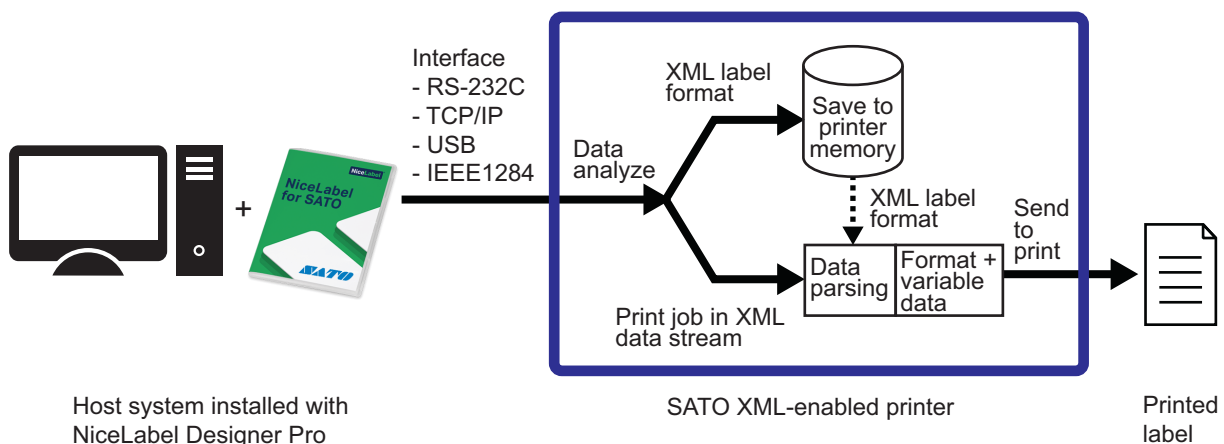 Interface
- RS-232C
- TCP/IP
- USB
- IEEE1284
NiceLabel
NiceLabel
for SATO
SATO
+
Data
analyze
XML label
format
Save to
printer
memory
XML label
format
Data
parsing
Format +
variable
data
Print job in XML
data stream
Send
to
print
Host system installed with
NiceLabel Designer Pro
SATO XML-enabled printer
Printed
label